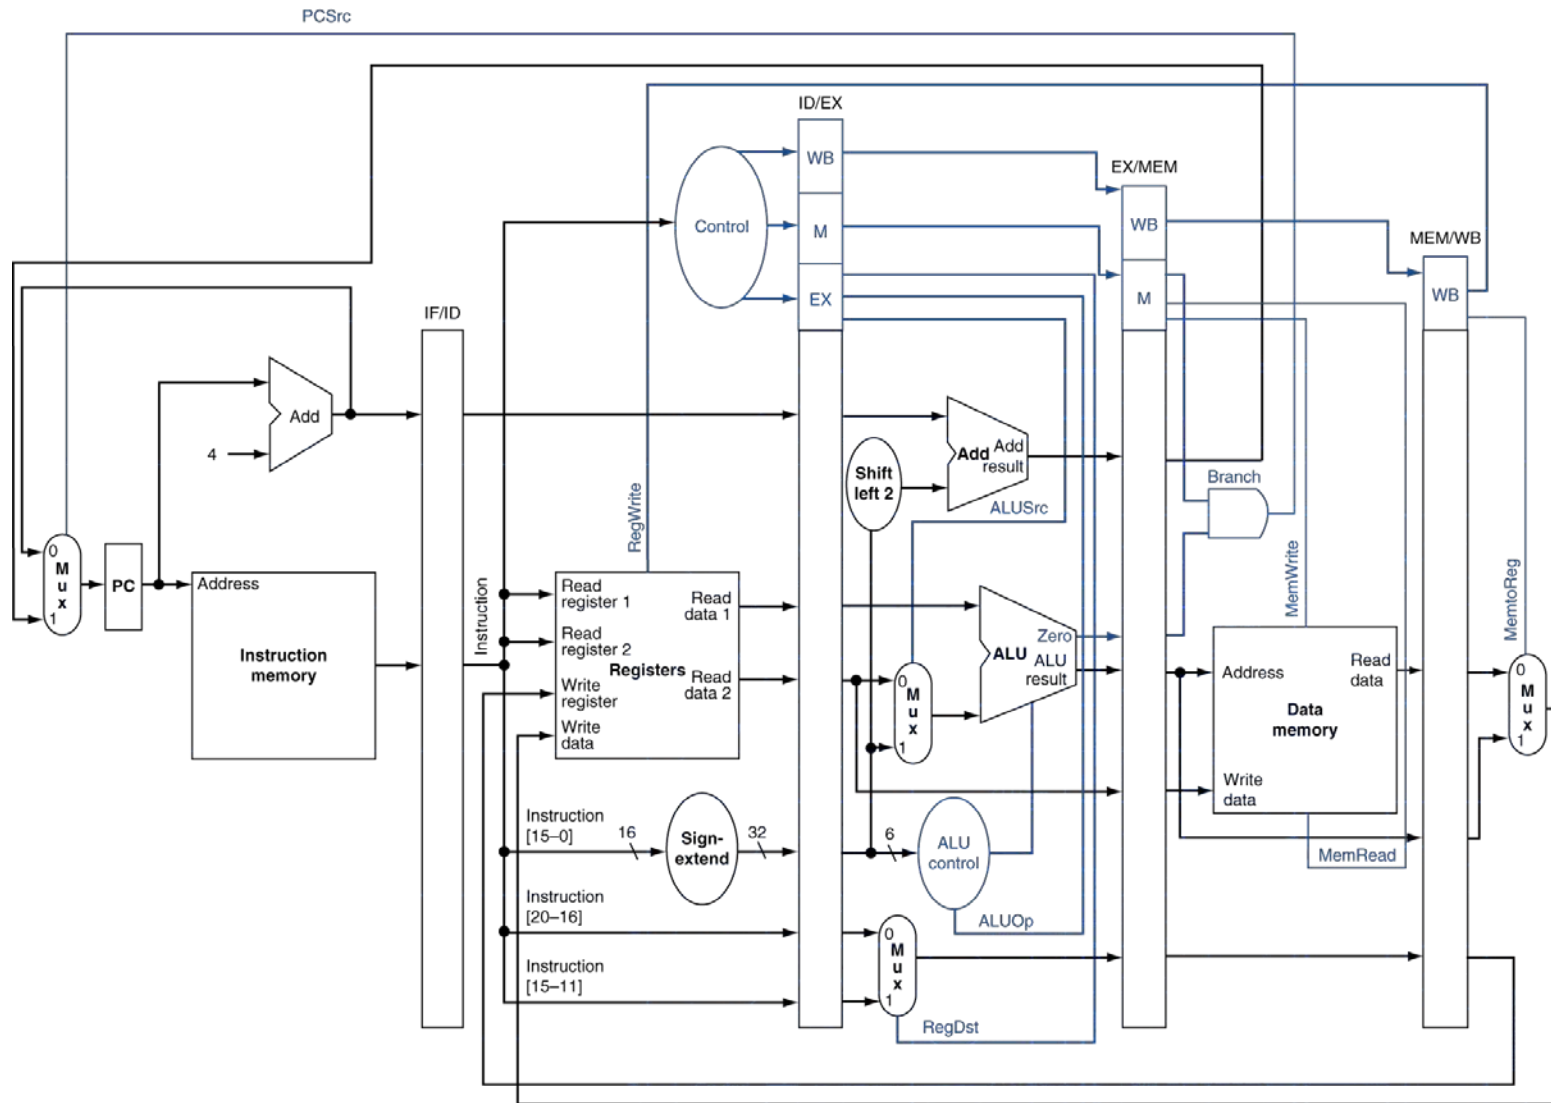 PCSrc
ID/EX
WB
EX/MEM
Control
M
WB
MEM/WB
EX
M
WB
IF/ID
Add
4
Add
Add
result
Shift
left 2
ALUSrc
Branch
RegWrite
MemWrite
MemtoReg
0
M
u
x
1
PC
Address
Instruction
memory
Instruction
Read
register 1
Read
register 2
Write
register
Write
data
Registers
Read
data 1
Read
data 2
0
M
u
x
1
Zero
ALU
ALU
result
Address
Read
data
Data
memory
Write
data
0
M
u
x
1
Instruction
[15–0]
16
Sign-
extend
32
6
ALU
control
MemRead
Instruction
[20–16]
ALUOp
0
M
u
x
1
Instruction
[15–11]
RegDst